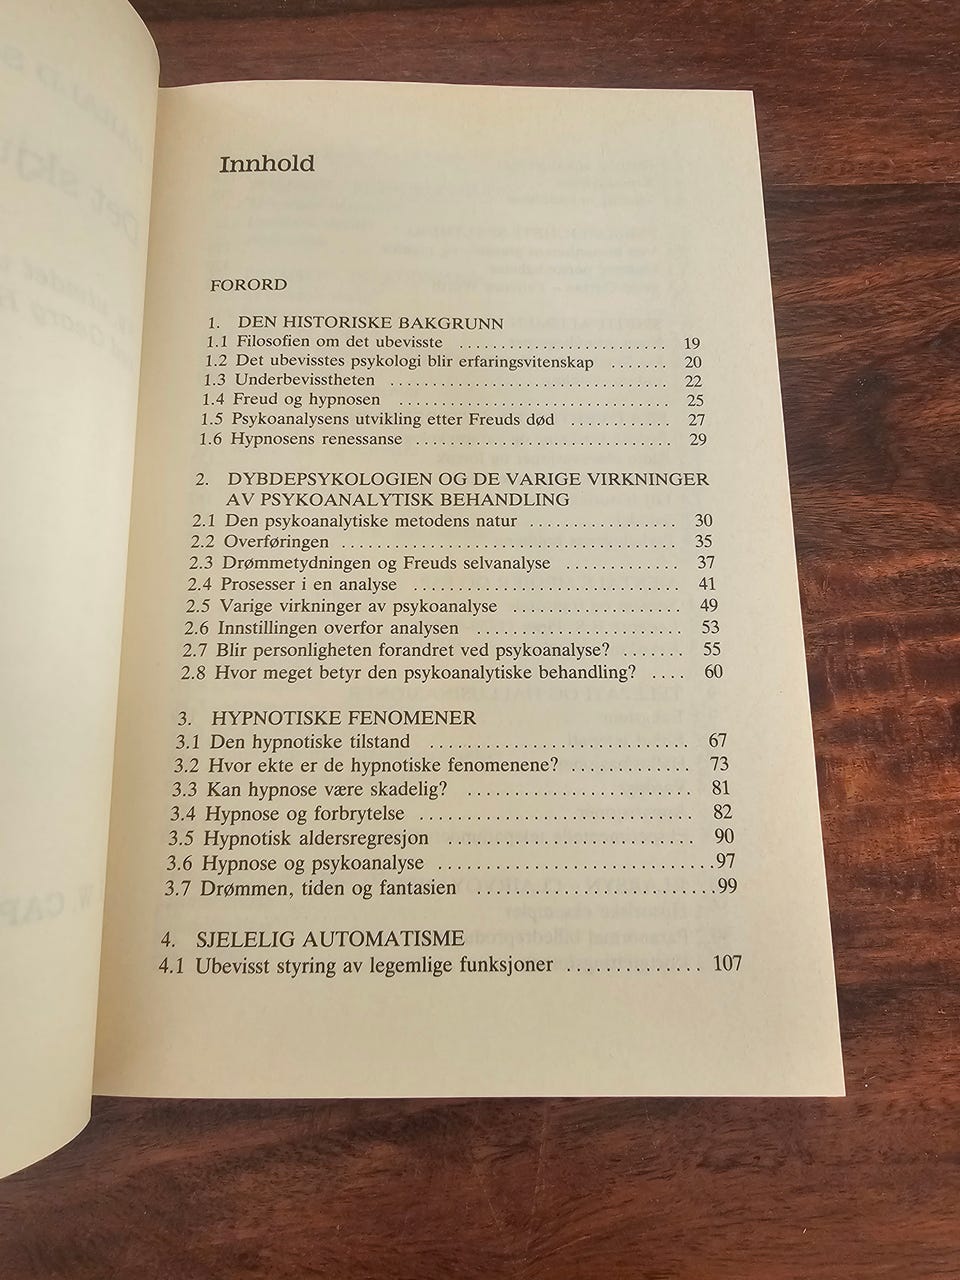 Innhold
FORORD
1. DEN HISTORISKE BAKGRUNN
1.1 Filosofien om det ubevisste ........................ 19
1.2 Det ubevisstes psykologi blir erfaringsvitenskap ....... 20
1.3 Underbevisstheten ................................ 22
1.4 Freud og hypnosen ............................... 25
1.5 Psykoanalysens utvikling etter Freuds død ............ 27
1.6 Hypnosens renessanse ............................. 29
2. DYBDEPSYKOLOGIEN OG DE VARIGE VIRKNINGER
AV PSYKOANALYTISK BEHANDLING
2.1 Den psykoanalytiske metodens natur ................. 30
2.2 Overføringen ..................................... 35
2.3 Drømmetydningen og Freuds selvanalyse ............. 37
2.4 Prosesser i en analyse ............................. 41
2.5 Varige virkninger av psykoanalyse ................... 49
2.6 Innstillingen overfor analysen ....................... 53
2.7 Blir personligheten forandret ved psykoanalyse? ....... 55
2.8 Hvor meget betyr den psykoanalytiske behandling? .... 60
3. HYPNOTISKE FENOMENER
3.1 Den hypnotiske tilstand ............................ 67
3.2 Hvor ekte er de hypnotiske fenomenene? ............. 73
3.3 Kan hypnose være skadelig? ........................ 81
3.4 Hypnose og forbrytelse ............................. 82
3.5 Hypnotisk aldersregresjon .......................... 90
3.6 Hypnose og psykoanalyse ............................97
3.7 Drømmen, tiden og fantasien ..........................99
4. SJELELIG AUTOMATISME
4.1 Ubevisst styring av legemlige funksjoner .............. 107